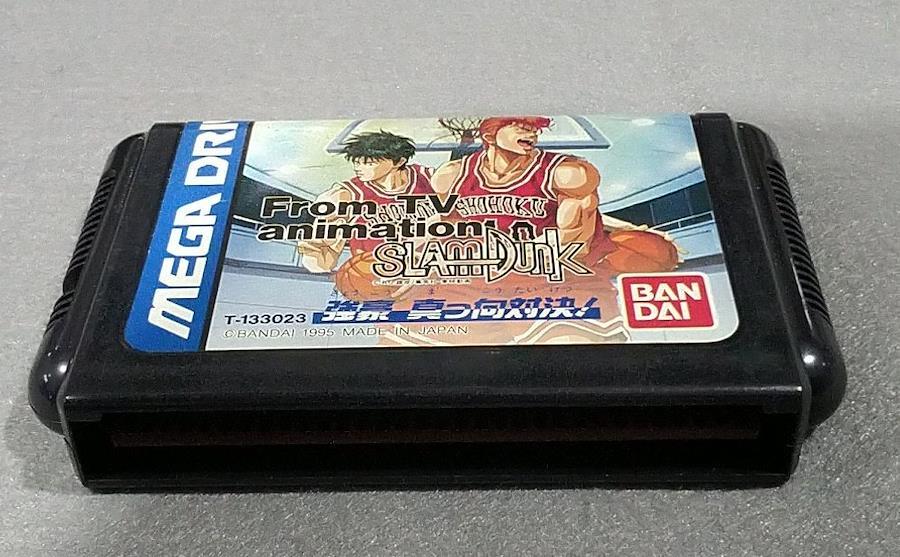 MEGA DRI
SHOHOKU
From TV
animation
SLAM DUNK
強豪 真っ向対決!
T-133023
©BANDAI 1995 MADE IN JAPAN
BAN
DAI